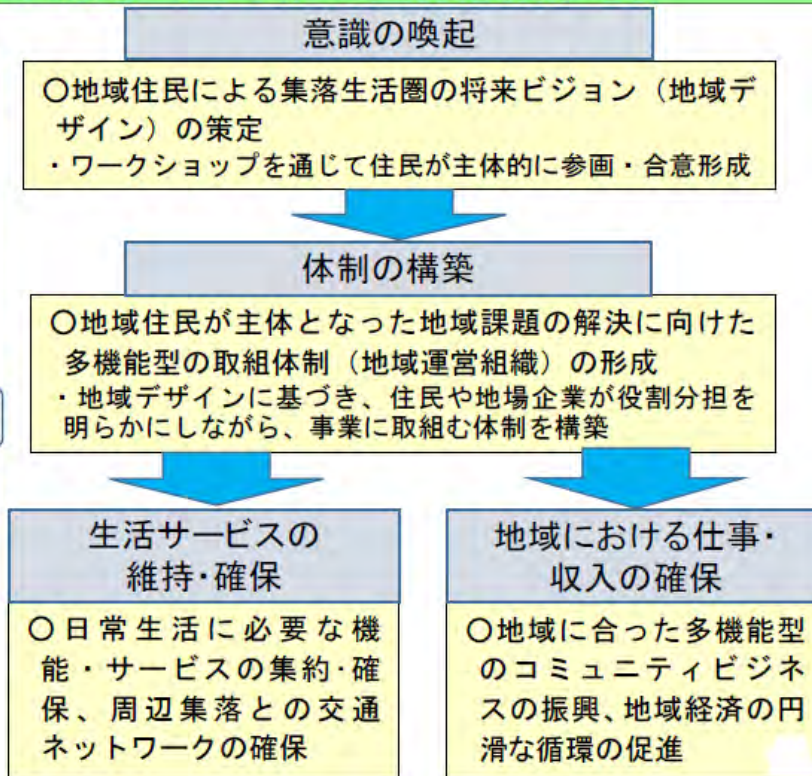 意識の喚起
〇地域住民による集落生活圏の将来ビジョン（地域デ
ザイン）の策定
・ワークショップを通じて住民が主体的に参画・合意形成
体制の構築
〇地域住民が主体となった地域課題の解決に向けた
多機能型の取組体制（地域運営組織）の形成
・地域デザインに基づき、住民や地場企業が役割分担を
明らかにしながら、事業に取組む体制を構築
生活サービスの
維持・確保
〇日常生活に必要な機
能・サービスの集約・確
保、周辺集落との交通
ネットワークの確保
地域における仕事・
収入の確保
〇地域に合った多機能型
のコミュニティビジネ
スの振興、地域経済の円
滑な循環の促進